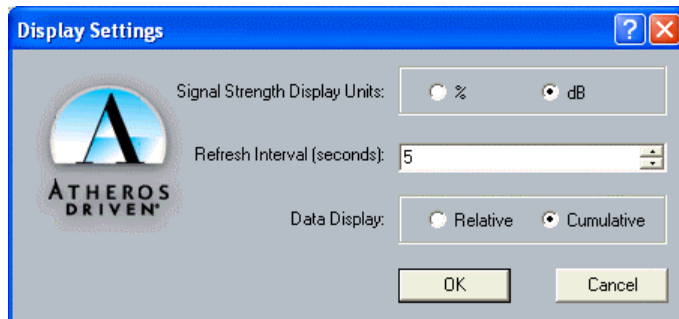 Display Settings
Signal Strength Display Units: % dB
Refresh Interval (seconds): 5
ATHEROS
DRIVEN®
Data Display: Relative Cumulative
OK Cancel